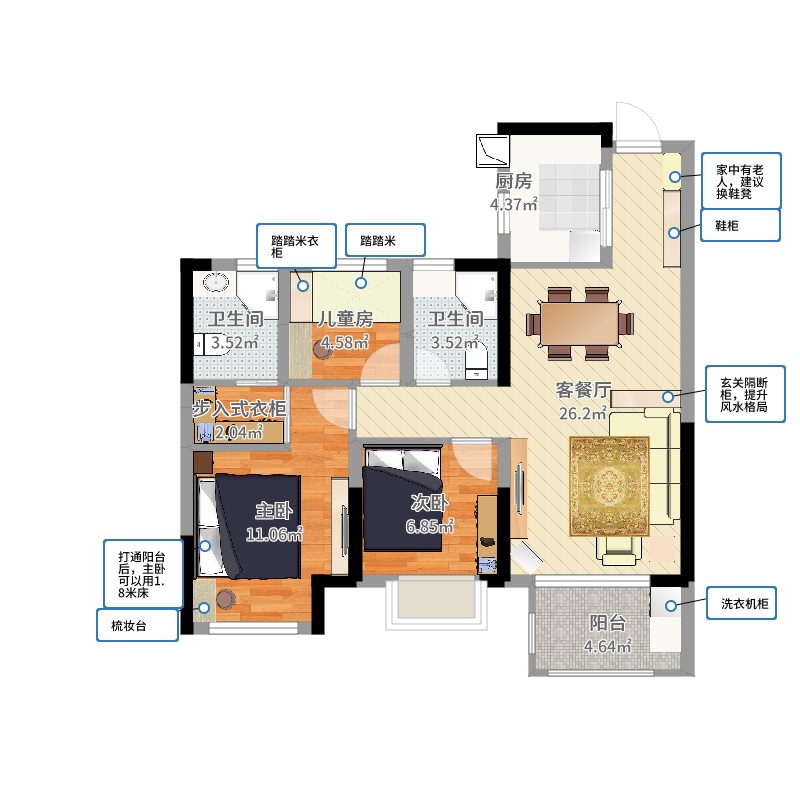 厨房
4.37㎡
家中有老
人，建议
换鞋凳
鞋柜
踏踏米衣
柜
踏踏米
卫生间
3.52㎡
儿童房
4.58㎡
卫生间
3.52㎡
客餐厅
26.2㎡
玄关隔断
柜，提升
风水格局
步入式衣柜
2.04㎡
主卧
11.06㎡
次卧
6.85㎡
打通阳台
后，主卧
可以用1.
8米床
梳妆台
阳台
4.64㎡
洗衣机柜